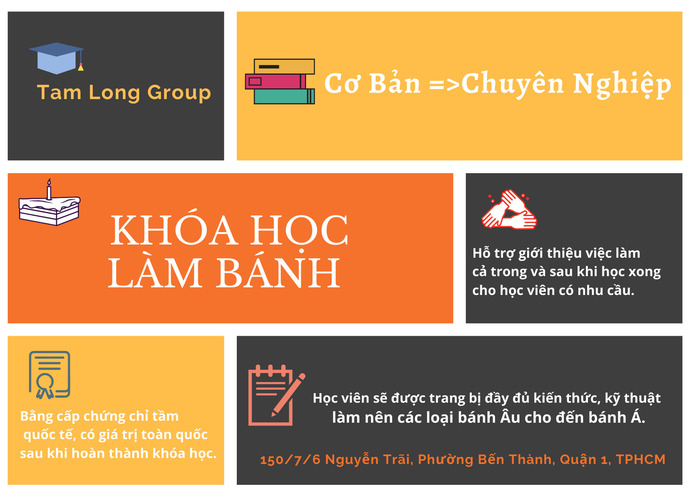 Tam Long Group
Cơ Bản =>Chuyên Nghiệp
KHÓA HỌC
LÀM BÁNH
Hỗ trợ giới thiệu việc làm
cả trong và sau khi học xong
cho học viên có nhu cầu.
Bằng cấp chứng chỉ tầm
quốc tế, có giá trị toàn quốc
sau khi hoàn thành khóa học.
Học viên sẽ được trang bị đầy đủ kiến thức, kỹ thuật
làm nên các loại bánh Âu cho đến bánh Á.
150/7/6 Nguyễn Trãi, Phường Bến Thành, Quận 1, TPHCM